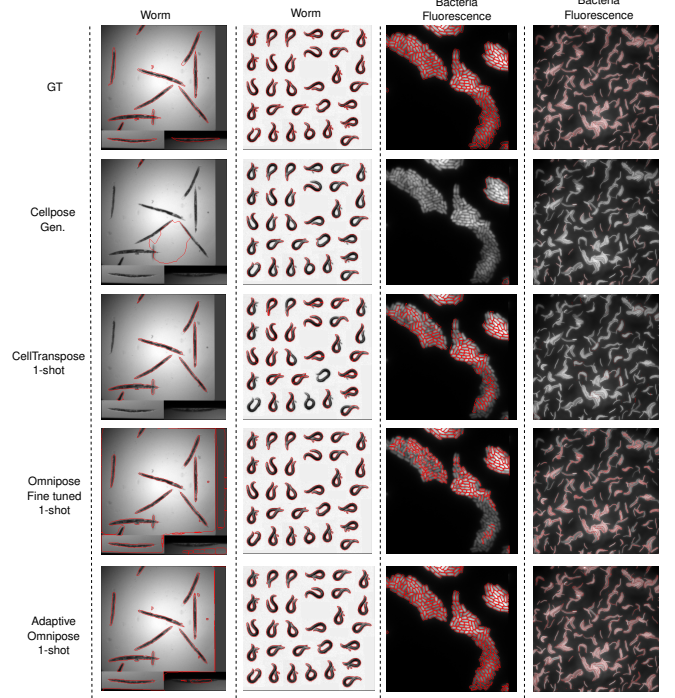 Worm
Worm
Bacteria
Fluorescence
Bacteria
Fluorescence
GT
Cellpose
Gen.
CellTranspose
1-shot
Omnipose
Fine tuned
1-shot
Adaptive
Omnipose
1-shot